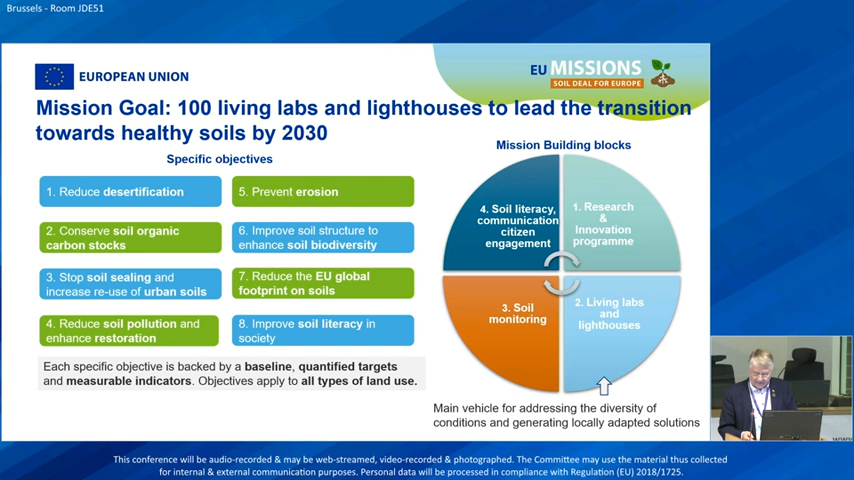 Brussels - Room JDE51
EUROPEAN UNION
EU MISSIONS
SOIL DEAL FOR EUROPE
Mission Goal: 100 living labs and lighthouses to lead the transition
towards healthy soils by 2030
Specific objectives
1. Reduce desertification
5. Prevent erosion
2. Conserve soil organic
carbon stocks
6. Improve soil structure to
enhance soil biodiversity
3. Stop soil sealing and
increase re-use of urban soils
7. Reduce the EU global
footprint on soils
4. Reduce soil pollution and
enhance restoration
8. Improve soil literacy in
society
Each specific objective is backed by a baseline, quantified targets
and measurable indicators. Objectives apply to all types of land use.
Mission Building blocks
4. Soil literacy,
communication
citizen
engagement
1. Research
&
Innovation
programme
3. Soil
monitoring
2. Living labs
and
lighthouses
Main vehicle for addressing the diversity of
conditions and generating locally adapted solutions
This conference will be audio-recorded & may be web-streamed, video-recorded & photographed. The Committee may use the material thus collected
for internal & external communication purposes. Personal data will be processed in compliance with Regulation (EU) 2018/1725.